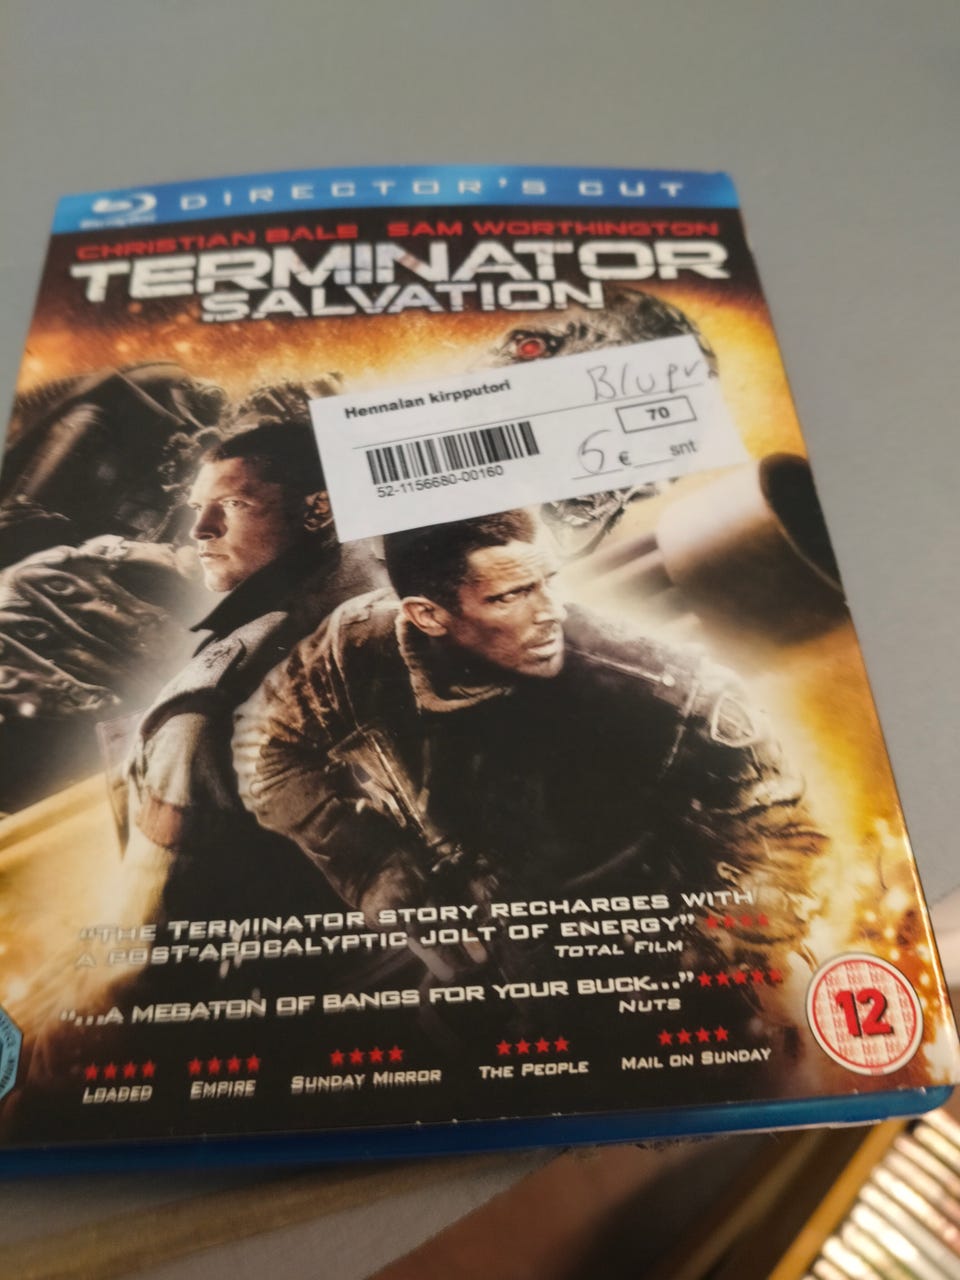 DIRECTOR'S CUT
CHRISTIAN BALE SAM WORTHINGTON
TERMINATOR
SALVATION
Hennalan kirpputori
70
5 € snt
52-1156680-00160
"THE TERMINATOR STORY RECHARGES WITH
A POST-APOCALYPTIC JOLT OF ENERGY" ★★★★
TOTAL FILM
"...A MEGATON OF BANGS FOR YOUR BUCK..." ★★★★★
NUTS
★★★★ ★★★★ ★★★★ ★★★★ ★★★★
LOADED EMPIRE SUNDAY MIRROR THE PEOPLE MAIL ON SUNDAY
12